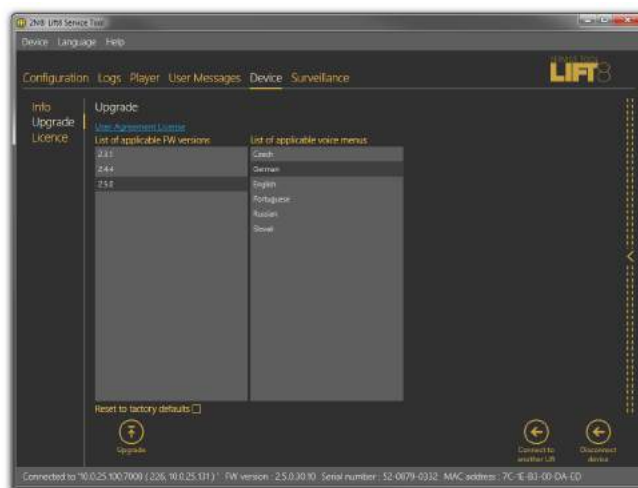 2N® Lift8 Service Tool
Device Language Help
Configuration Logs Player User Messages Device Surveillance
SERVICE TOOL
LIFT8
Info
Upgrade
Licence
Upgrade
User Agreement License
List of applicable FW versions
2.3.1
2.4.4
2.5.0
List of applicable voice menus
Czech
German
English
Portuguese
Russian
Slovak
Reset to factory defaults
Upgrade
Connect to
another Lift
Disconnect
device
Connected to '10.0.25.100:7008 ( 226, 10.0.25.131) ' FW version : 2.5.0.30.10 Serial number : 52-0879-0332 MAC address : 7C-1E-B3-00-DA-ED